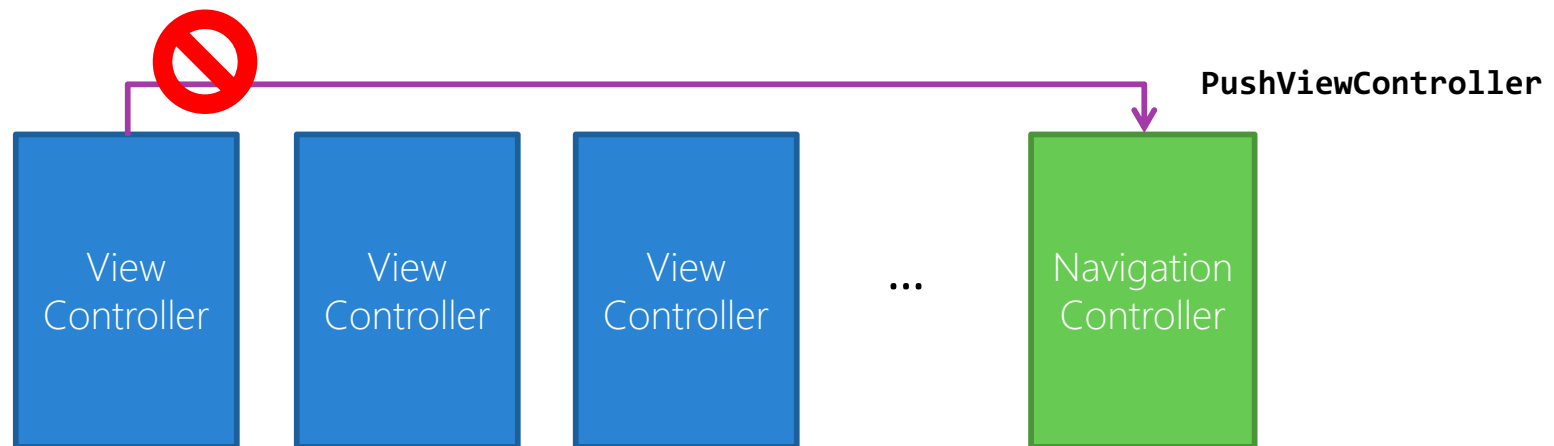 PushViewController
View
Controller
View
Controller
View
Controller
...
Navigation
Controller